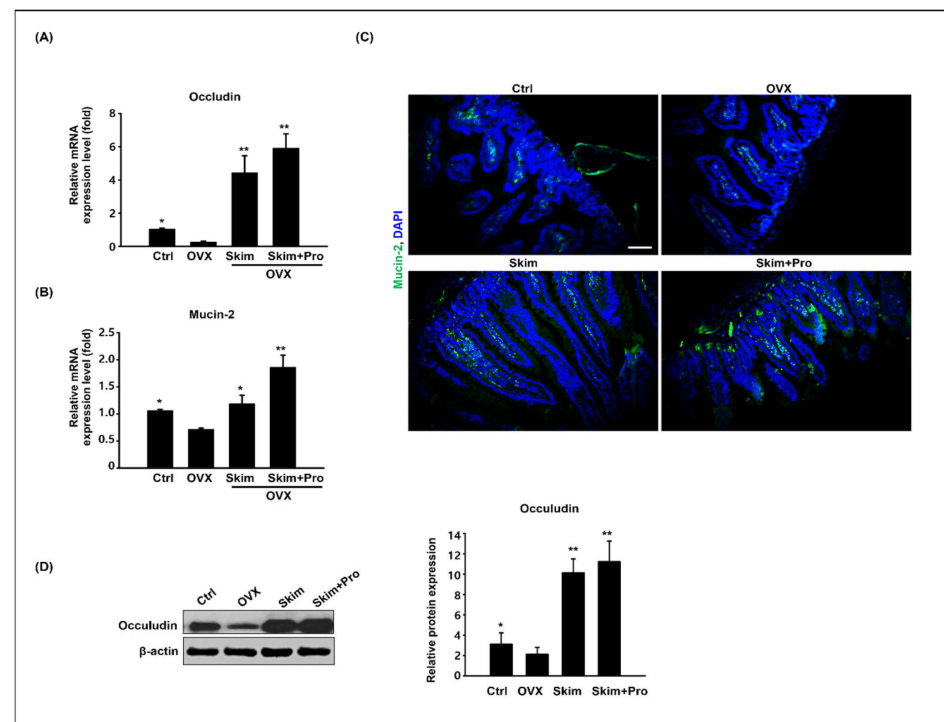 (A)
Occludin
Relative mRNA
expression level (fold)
8
6
4
2
0
*
**
**
Ctrl OVX Skim Skim+Pro
OVX
(B)
Mucin-2
Relative mRNA
expression level (fold)
2.5
2.0
1.5
1.0
0.5
0
*
*
**
Ctrl OVX Skim Skim+Pro
OVX
(C)
Ctrl OVX
Mucin-2, DAPI
Skim Skim+Pro
(D)
Ctrl OVX Skim Skim+Pro
Occuludin
β-actin
Occuludin
Relative protein expression
14
12
10
8
6
4
2
0
*
**
**
Ctrl OVX Skim Skim+Pro